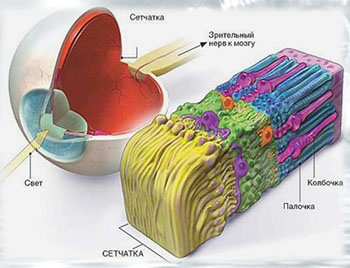 Сетчатка
Зрительный
нерв к мозгу
Свет
Колбочка
Палочка
СЕТЧАТКА